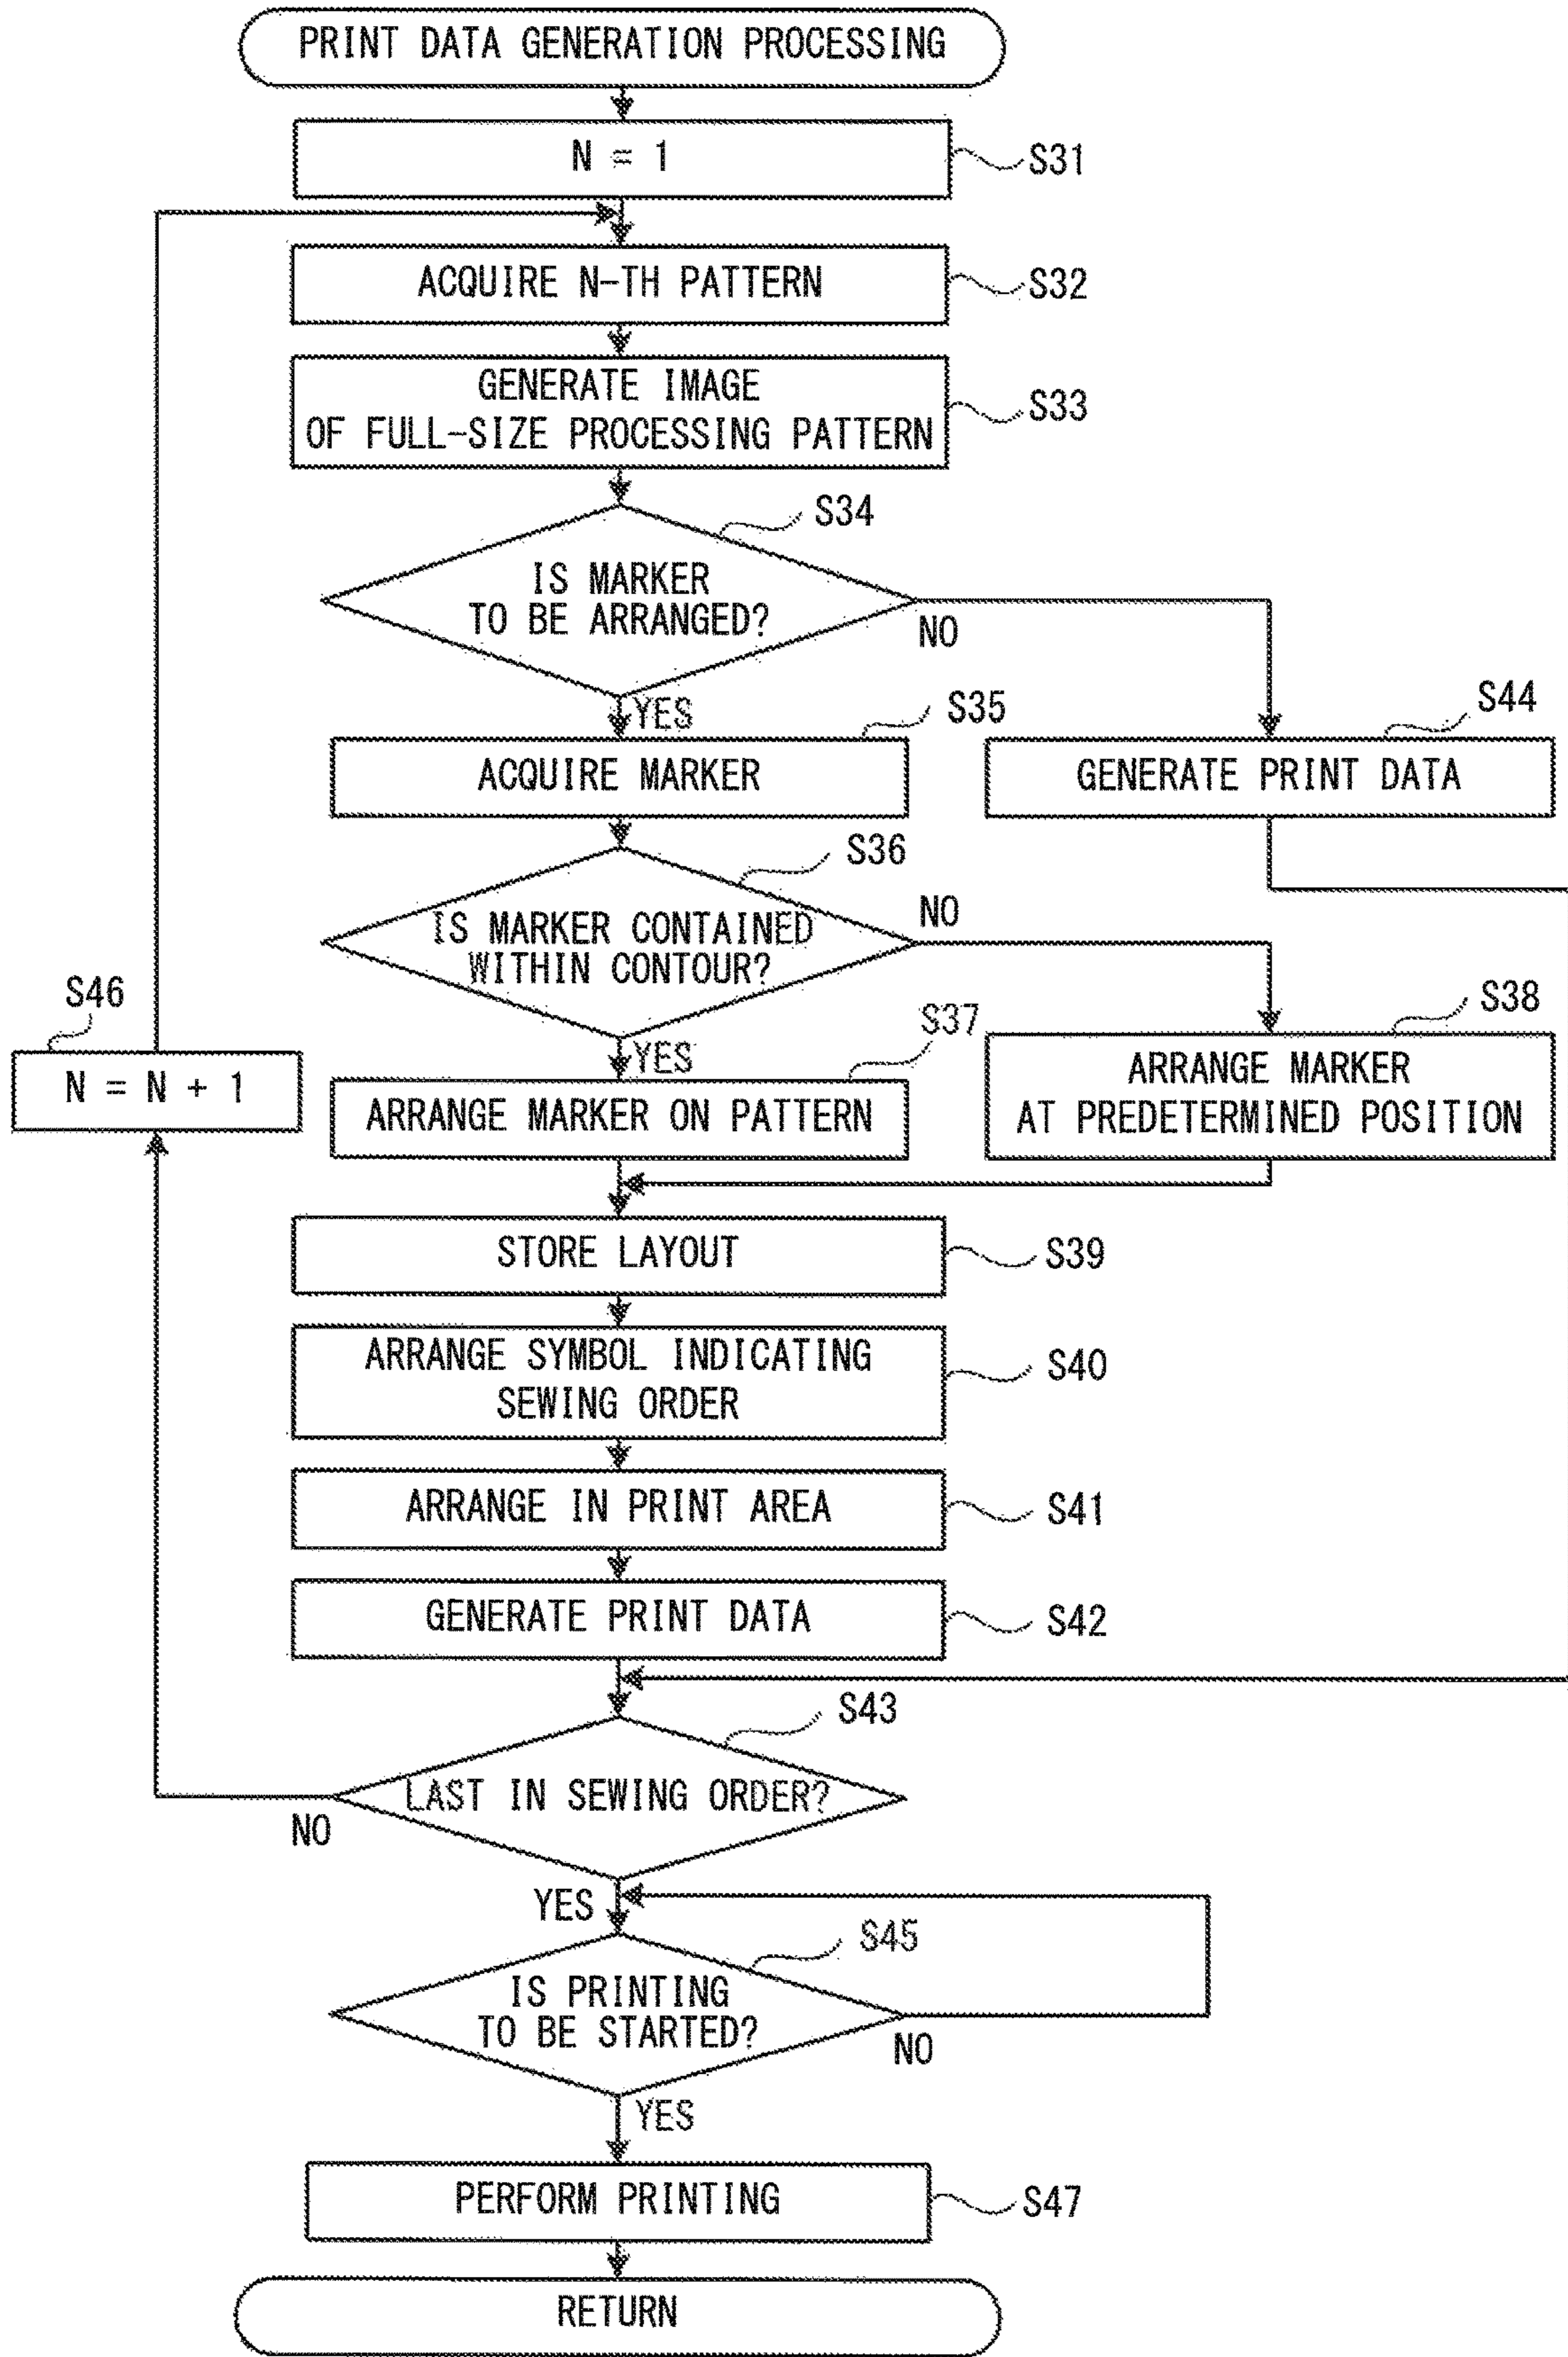 PRINT DATA GENERATION PROCESSING
N = 1
S31
ACQUIRE N-TH PATTERN
S32
GENERATE IMAGE
OF FULL-SIZE PROCESSING PATTERN
S33
S34
IS MARKER
TO BE ARRANGED?
NO
YES
S35
S44
ACQUIRE MARKER
GENERATE PRINT DATA
S36
IS MARKER CONTAINED
WITHIN CONTOUR?
NO
S46
N = N + 1
YES
S37
S38
ARRANGE MARKER ON PATTERN
ARRANGE MARKER
AT PREDETERMINED POSITION
STORE LAYOUT
S39
ARRANGE SYMBOL INDICATING
SEWING ORDER
S40
ARRANGE IN PRINT AREA
S41
GENERATE PRINT DATA
S42
S43
LAST IN SEWING ORDER?
NO
YES
S45
IS PRINTING
TO BE STARTED?
NO
YES
PERFORM PRINTING
S47
RETURN